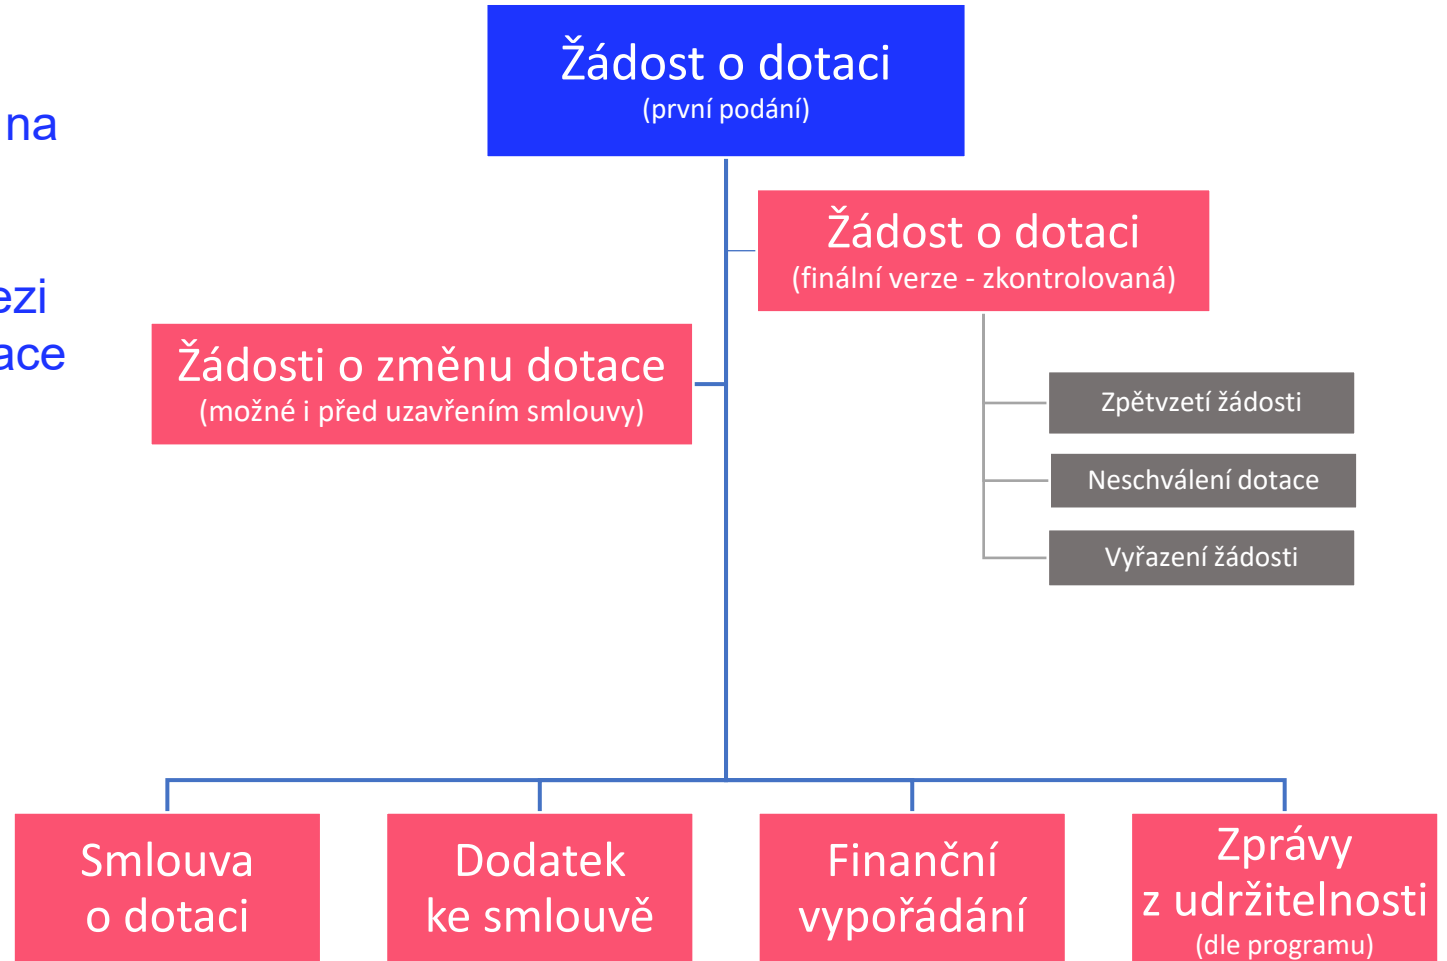 Žádost o dotaci
(první podání)
na
Žádost o dotaci
(finální verze - zkontrolovaná)
ezi
ace
Žádosti o změnu dotace
(možné i před uzavřením smlouvy)
Zpětvzetí žádosti
Neschválení dotace
Vyřazení žádosti
Smlouva
o dotaci
Dodatek
ke smlouvě
Finanční
vypořádání
Zprávy
z udržitelnosti
(dle programu)